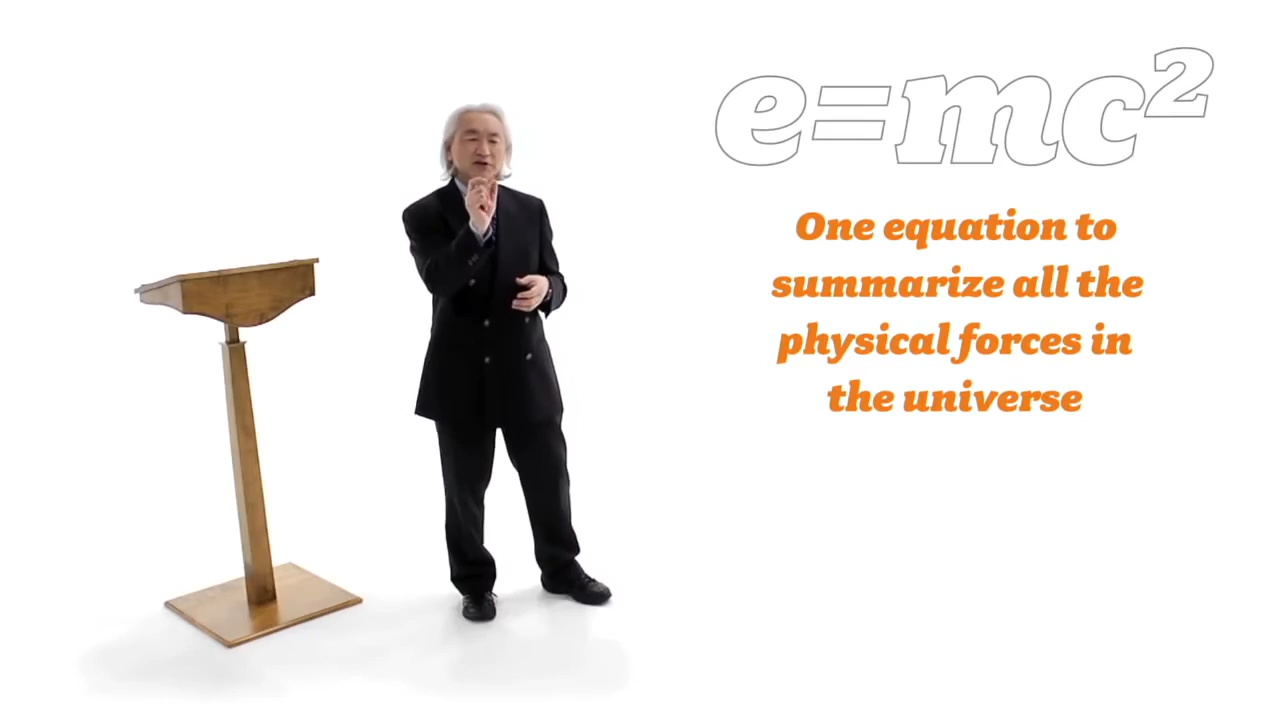 e=mc²
One equation to
summarize all the
physical forces in
the universe